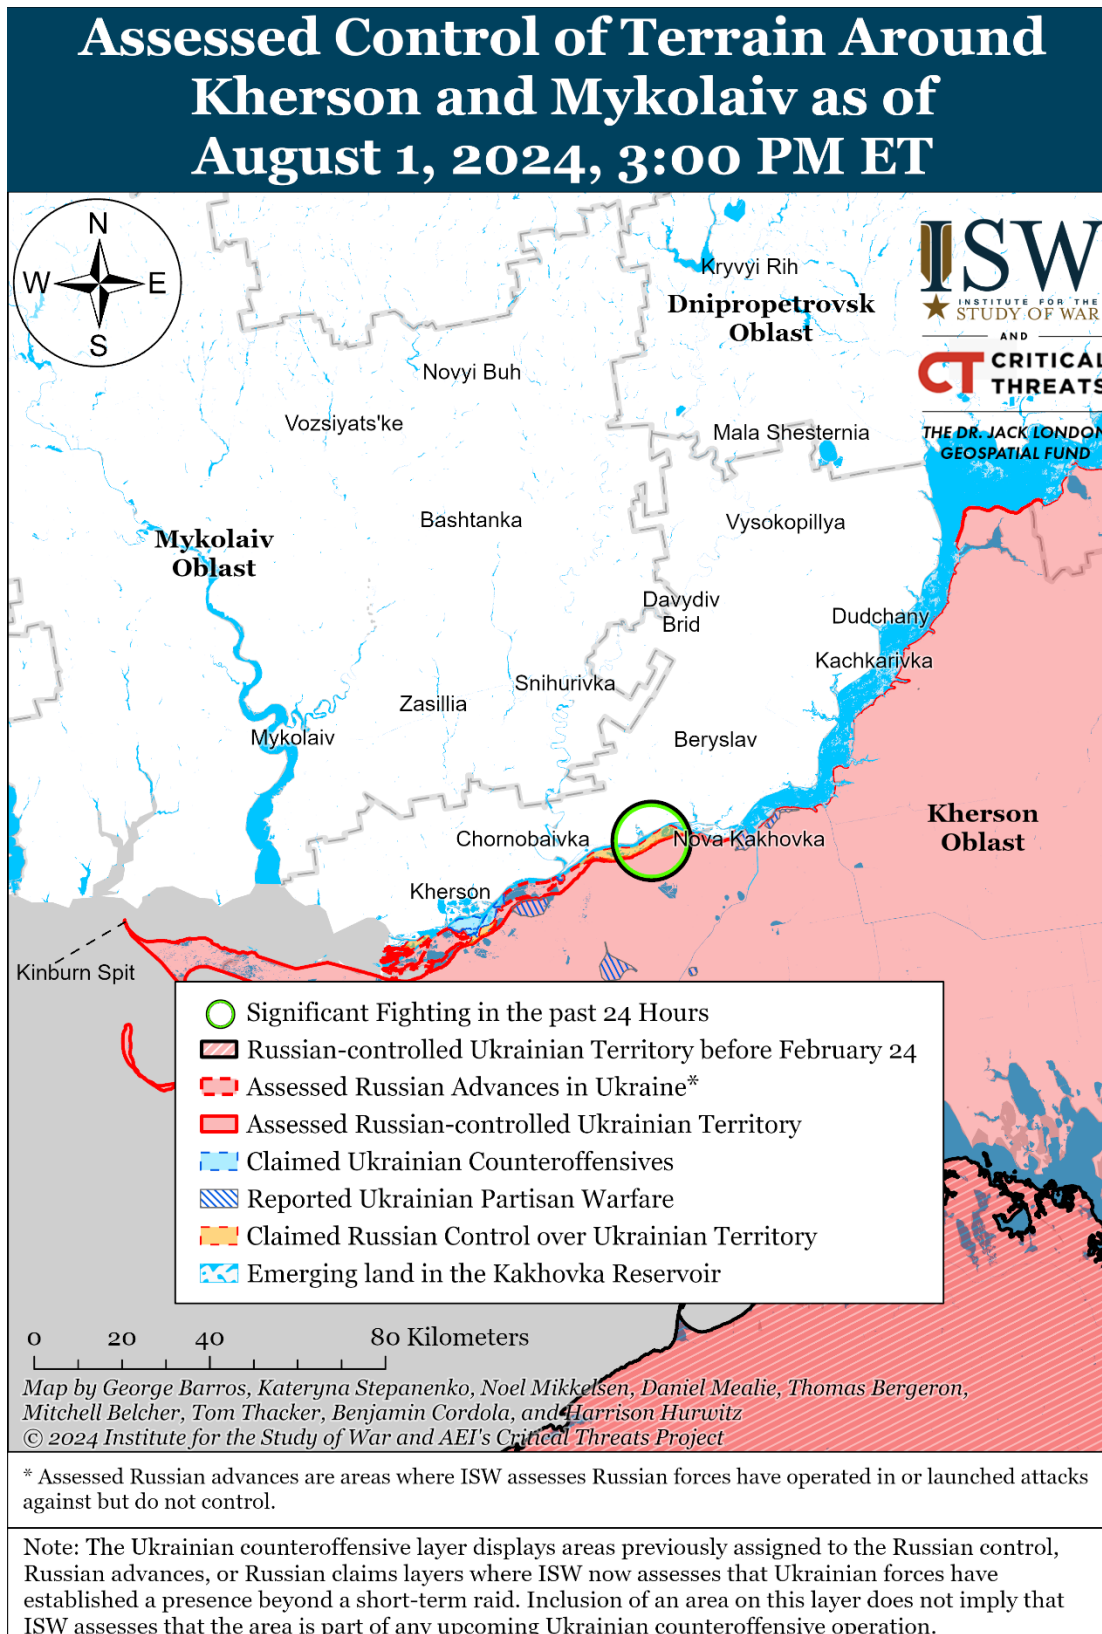 Assessed Control of Terrain Around
Kherson and Mykolaiv as of
August 1, 2024, 3:00 PM ET
N
W E
S
ISW
INSTITUTE FOR THE
STUDY OF WAR
AND
CT CRITICAL
THREATS
THE DR. JACK LONDON
GEOSPATIAL FUND
Kryvyi Rih
Dnipropetrovsk
Oblast
Novyi Buh
Vozsiyats'ke
Mala Shesternia
Bashtanka
Vysokopillya
Mykolaiv
Oblast
Davydiv
Brid
Dudchany
Kachkarivka
Snihurivka
Zasillia
Mykolaiv
Beryslav
Kherson
Oblast
Chornobaivka
Nova Kakhovka
Kherson
Kinburn Spit
Significant Fighting in the past 24 Hours
Russian-controlled Ukrainian Territory before February 24
Assessed Russian Advances in Ukraine*
Assessed Russian-controlled Ukrainian Territory
Claimed Ukrainian Counteroffensives
Reported Ukrainian Partisan Warfare
Claimed Russian Control over Ukrainian Territory
Emerging land in the Kakhovka Reservoir
0 20 40 80 Kilometers
Map by George Barros, Kateryna Stepanenko, Noel Mikkelsen, Daniel Mealie, Thomas Bergeron,
Mitchell Belcher, Tom Thacker, Benjamin Cordola, and Harrison Hurwitz
© 2024 Institute for the Study of War and AEI's Critical Threats Project
* Assessed Russian advances are areas where ISW assesses Russian forces have operated in or launched attacks
against but do not control.
Note: The Ukrainian counteroffensive layer displays areas previously assigned to the Russian control,
Russian advances, or Russian claims layers where ISW now assesses that Ukrainian forces have
established a presence beyond a short-term raid. Inclusion of an area on this layer does not imply that
ISW assesses that the area is part of any upcoming Ukrainian counteroffensive operation.